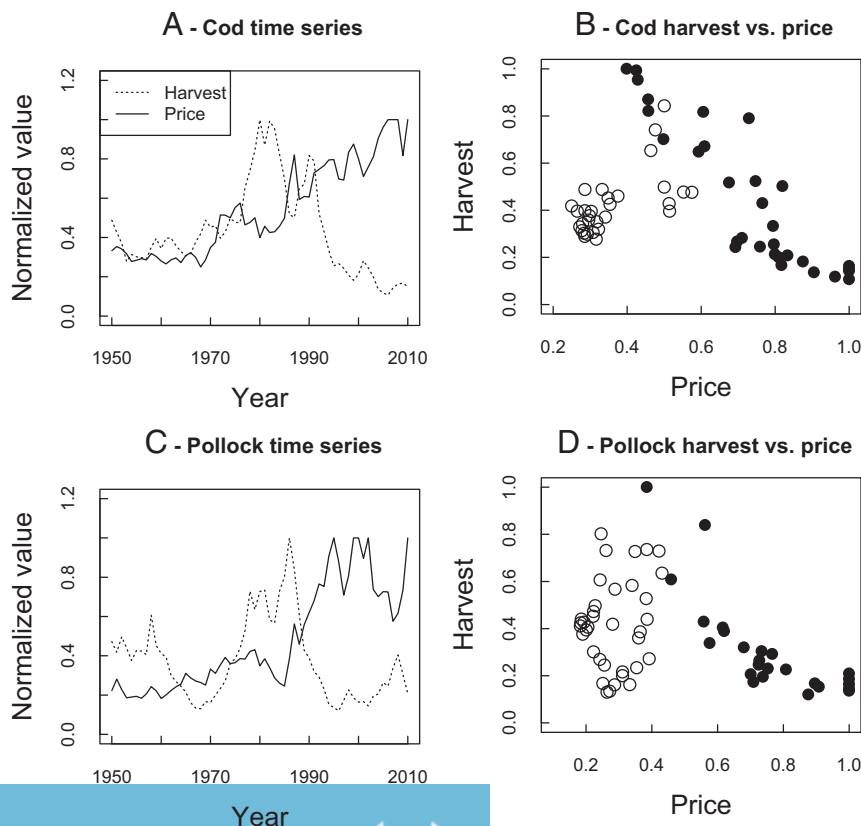 A - Cod time series
Normalized value
1.2
0.8
0.4
0.0
Harvest
Price
1950
1970
1990
2010
Year
B - Cod harvest vs. price
Harvest
1.0
0.8
0.6
0.4
0.2
0.0
0.2
0.4
0.6
0.8
1.0
Price
C - Pollock time series
Normalized value
1.2
0.8
0.4
0.0
1950
1970
1990
2010
Year
D - Pollock harvest vs. price
Harvest
1.0
0.8
0.6
0.4
0.2
0.0
0.2
0.4
0.6
0.8
1.0
Price